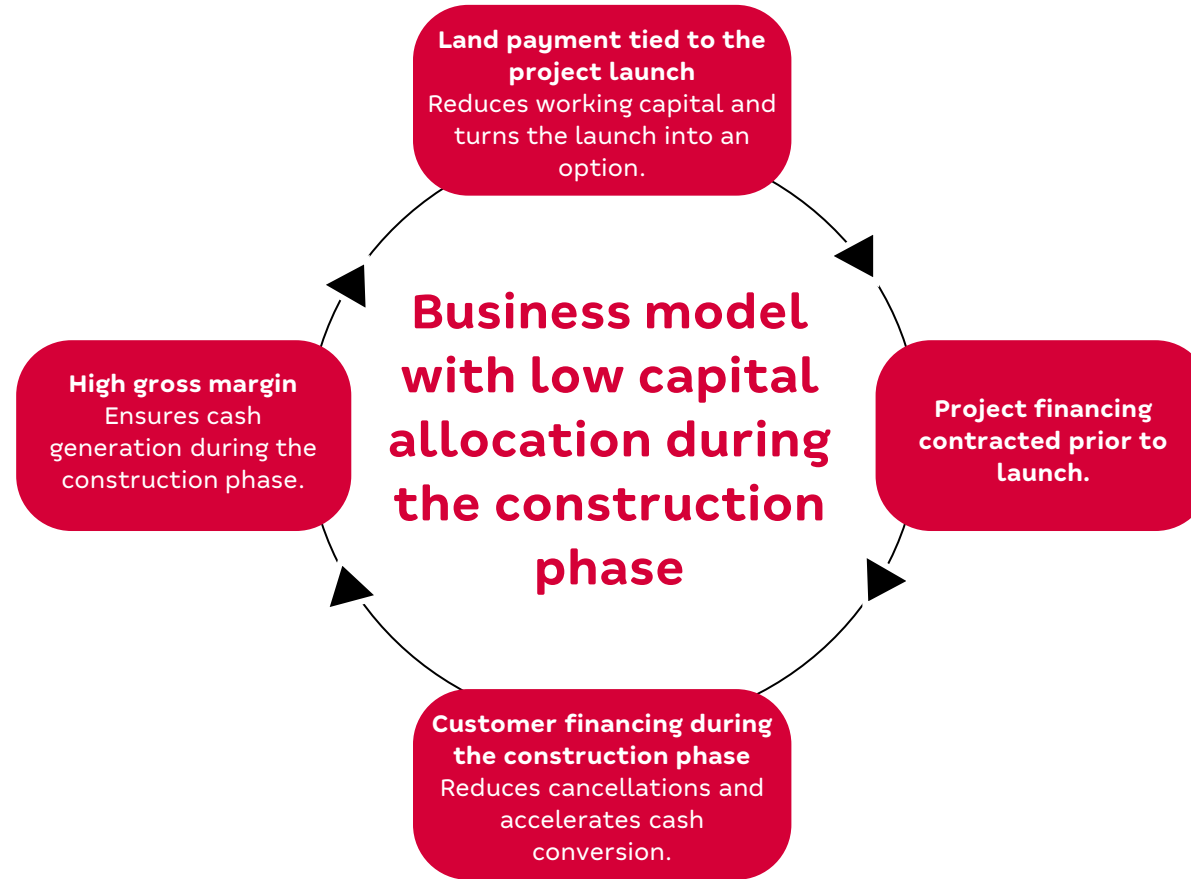 Land payment tied to the
project launch
Reduces working capital and
turns the launch into an
option.
Business model
with low capital
allocation during
the construction
phase
High gross margin
Ensures cash
generation during the
construction phase.
Project financing
contracted prior to
launch.
Customer financing during
the construction phase
Reduces cancellations and
accelerates cash
conversion.